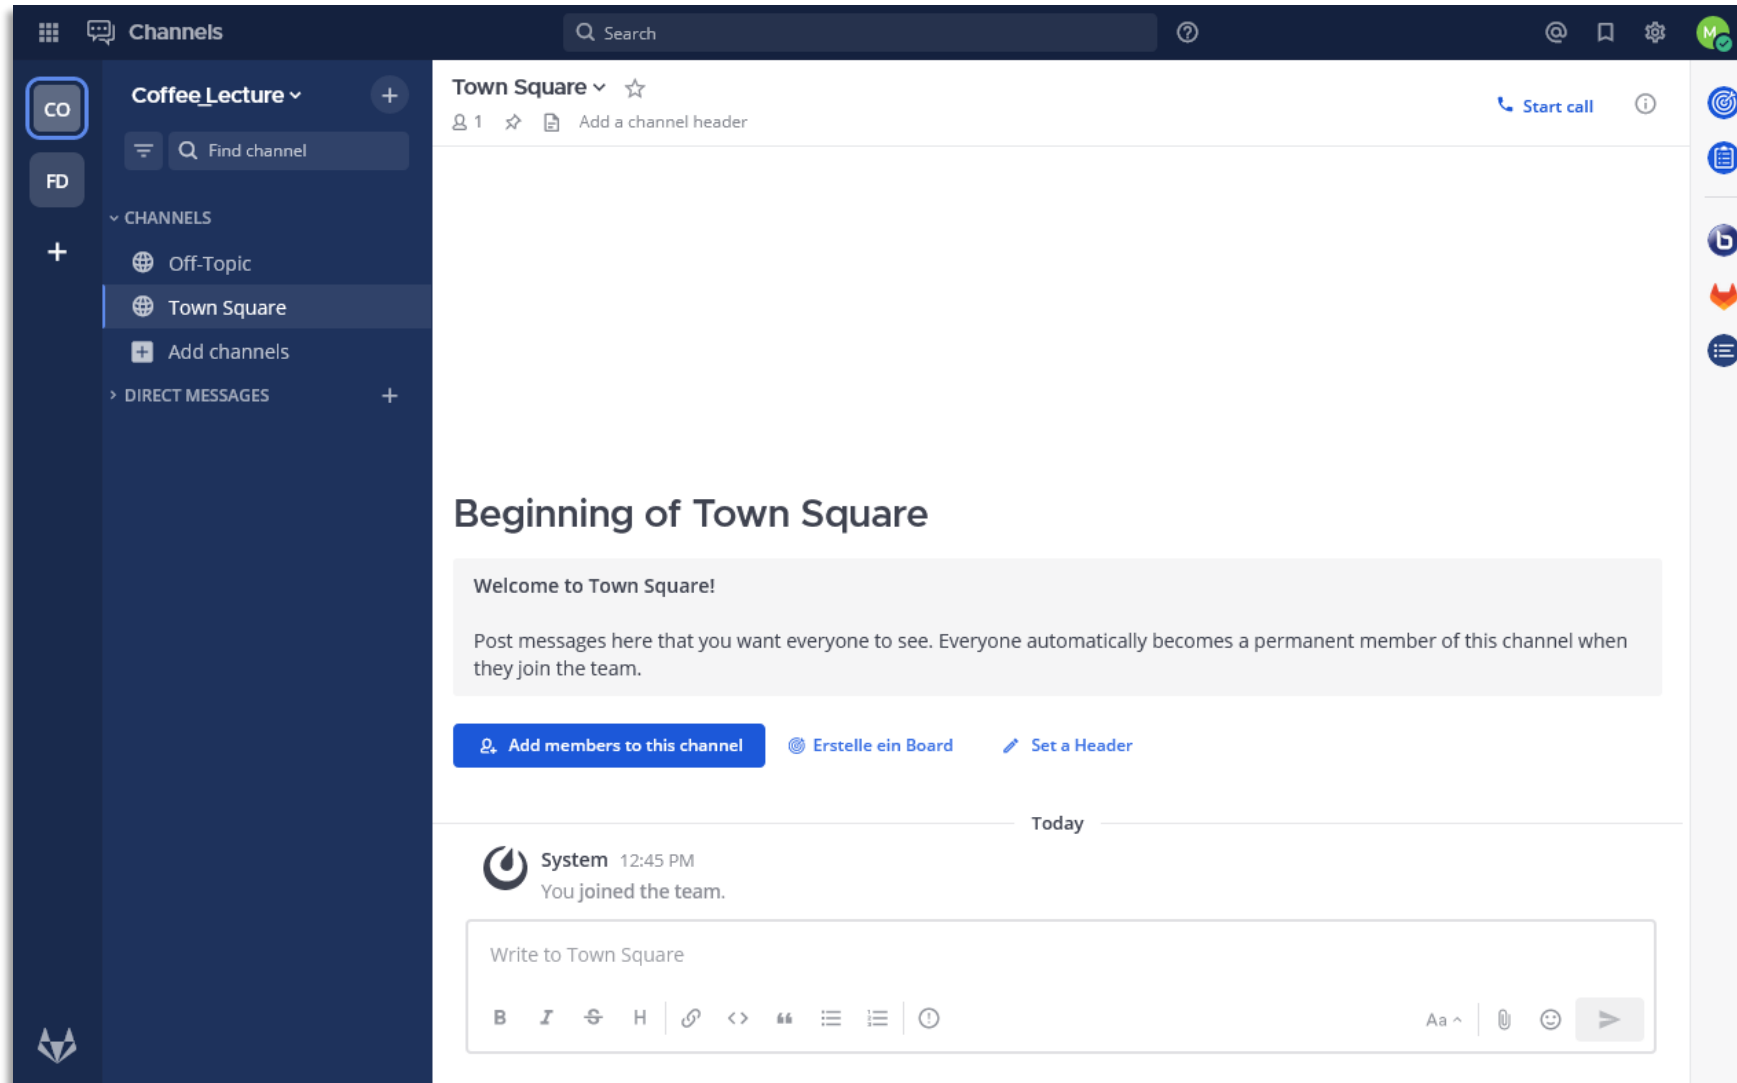 Channels
Search
M
CO
FD
Coffee_Lecture
Find channel
CHANNELS
Off-Topic
Town Square
Add channels
DIRECT MESSAGES
Town Square
1
Add a channel header
Start call
Beginning of Town Square
Welcome to Town Square!
Post messages here that you want everyone to see. Everyone automatically becomes a permanent member of this channel when
they join the team.
Add members to this channel
Erstelle ein Board
Set a Header
Today
System 12:45 PM
You joined the team.
Write to Town Square
B I S H
Aa